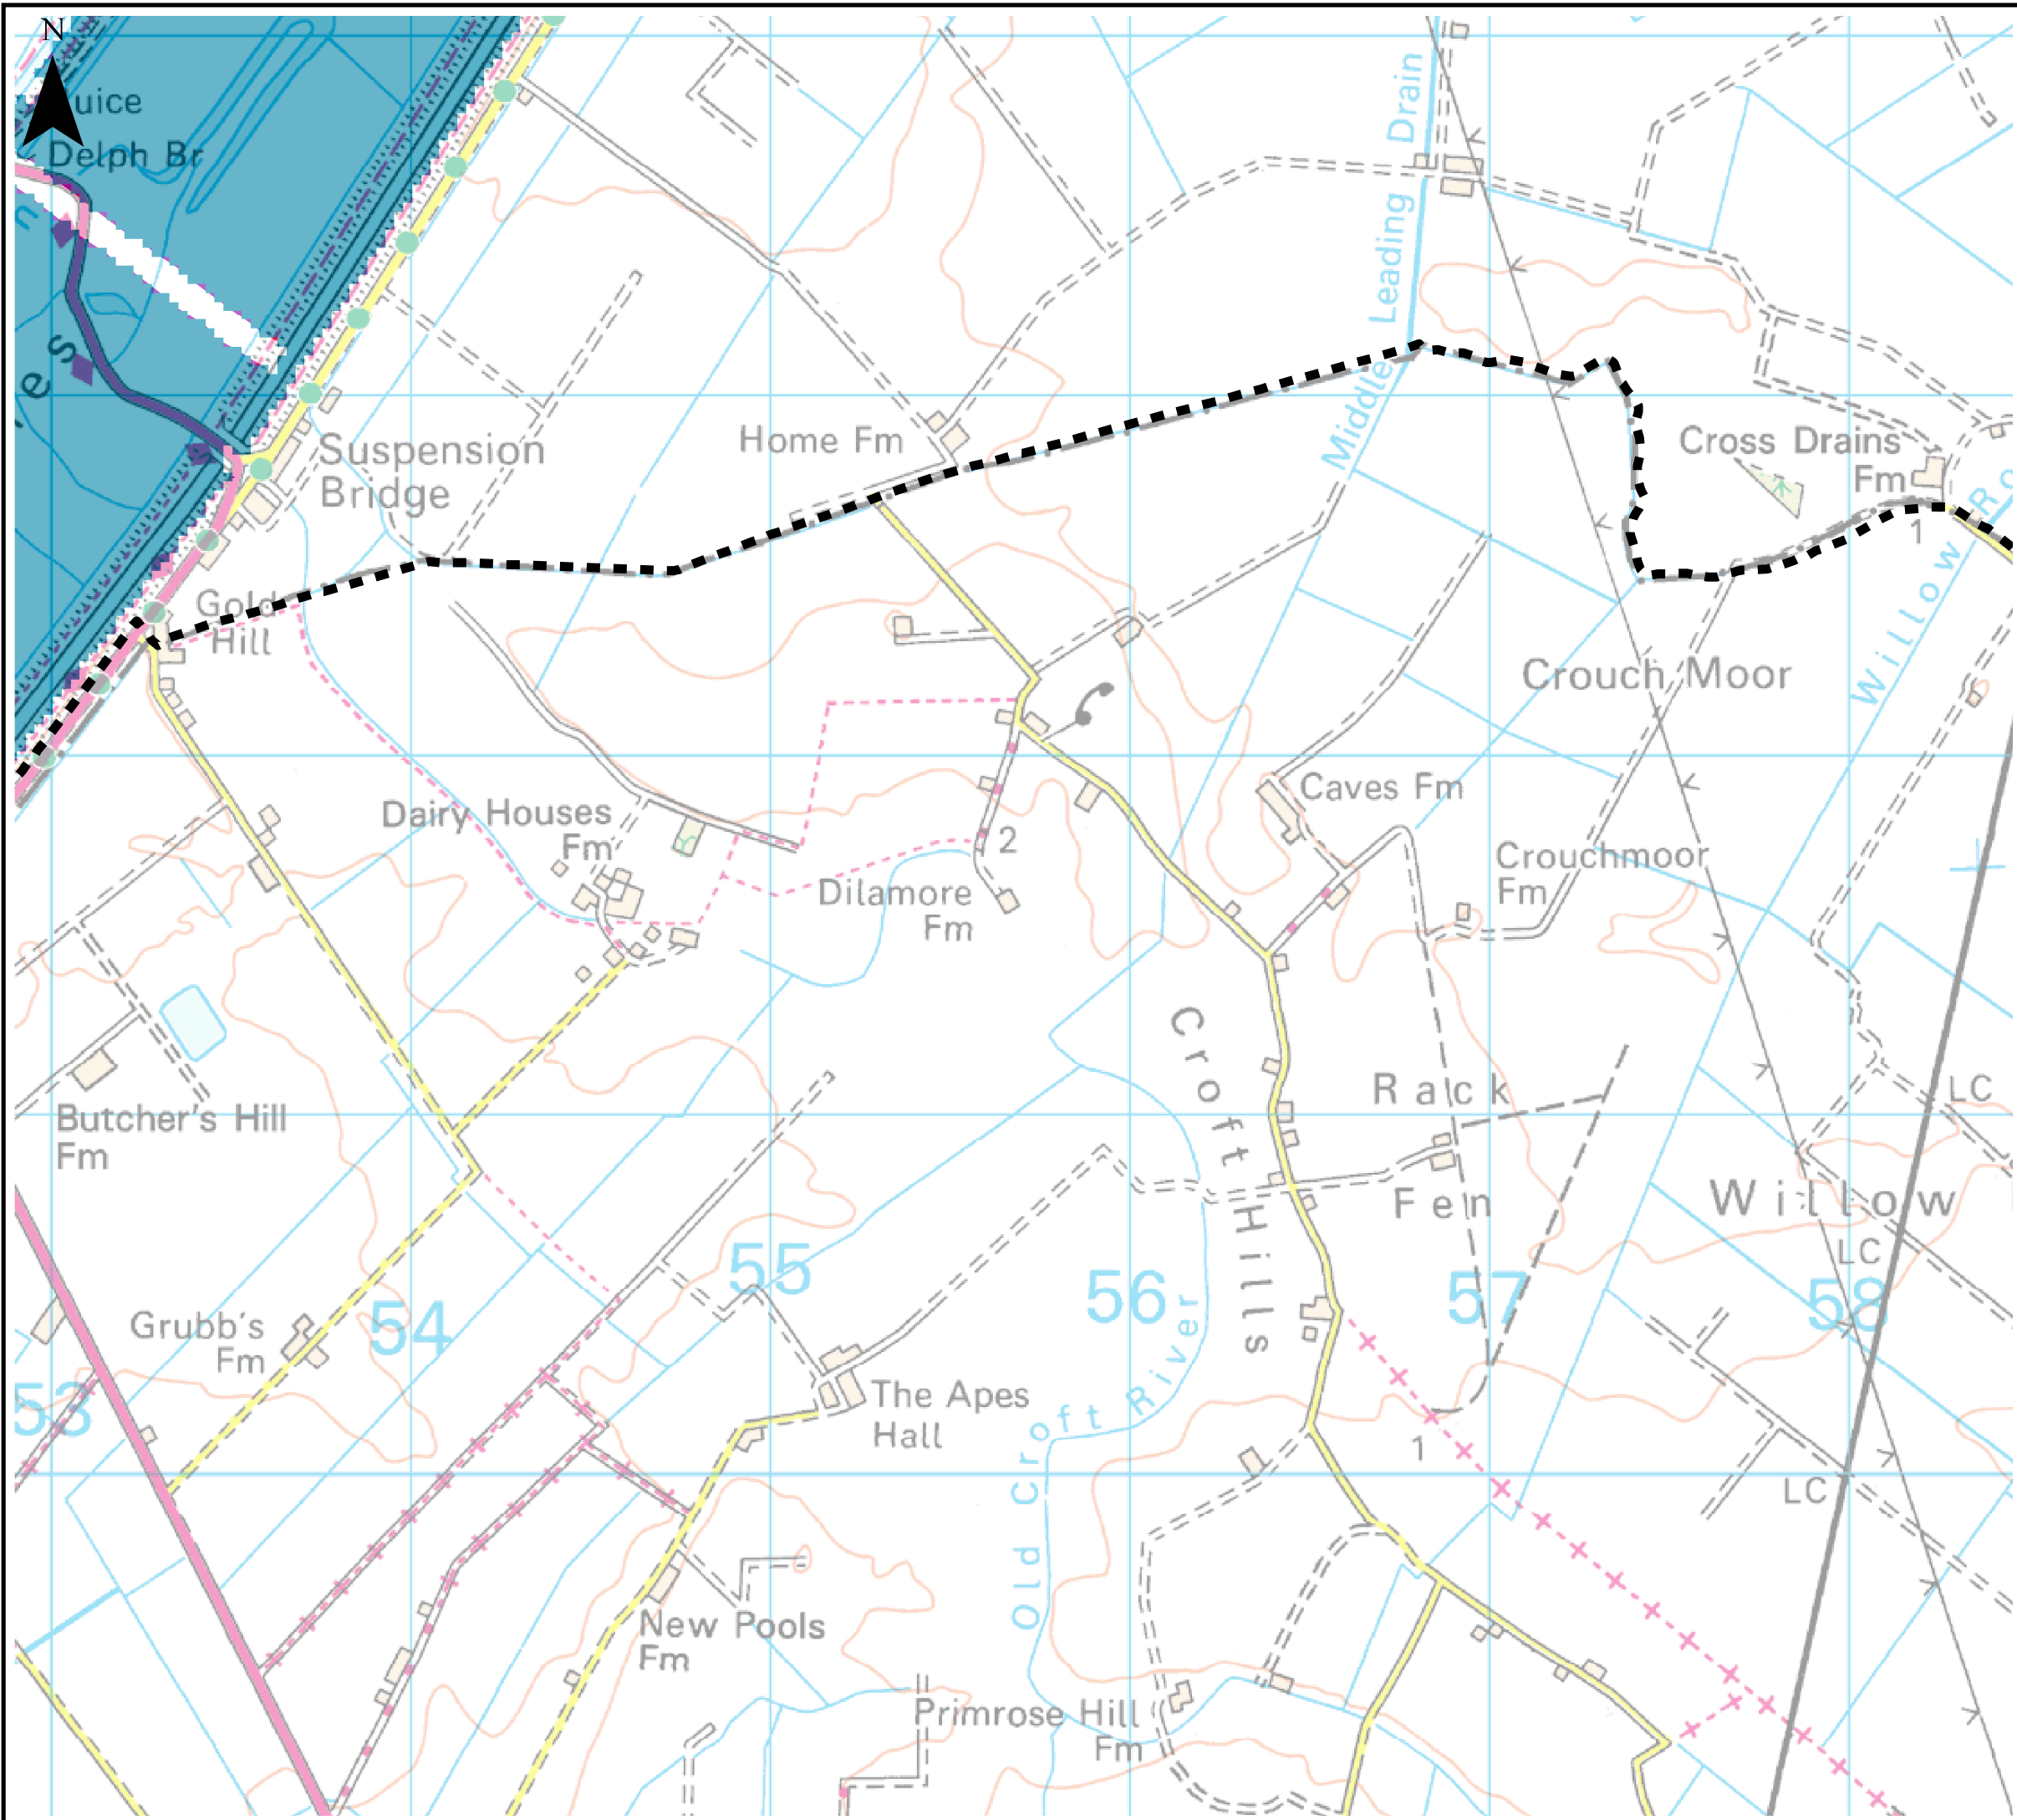 N
uice
Delph Br
n
es
Middle Leading Drain
Suspension
Bridge
Home Fm
Cross Drains
Fm
1
Willow Ro
Gold
Hill
Crouch Moor
Dairy Houses
Fm
2
Dilamore
Fm
Caves Fm
Crouchmoor
Fm
Croft Hills
Rack
Fen
LC
Butcher's Hill
Fm
Willow
LC
55
56
57
58
54
53
Grubb's
Fm
The Apes
Hall
Old Croft River
1
LC
New Pools
Fm
Primrose Hill
Fm